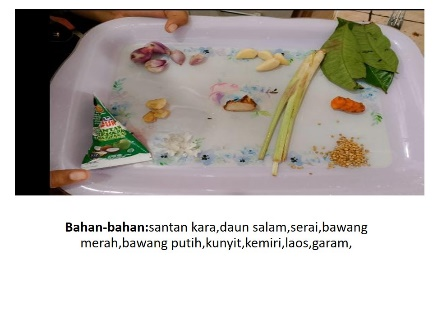 Bahan-bahan:santan kara,daun salam,serai,bawang
merah,bawang putih,kunyit,kemiri,laos,garam,